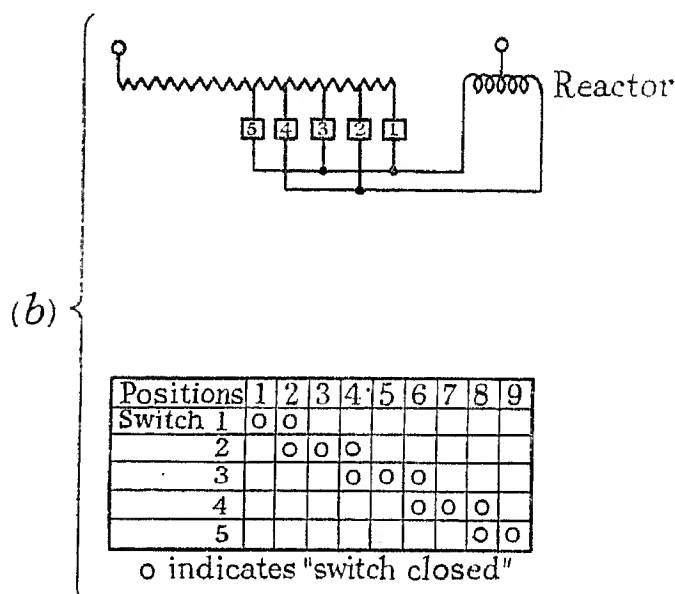 Reactor
5 4 3 2 1
(b)
Positions 1 2 3 4 5 6 7 8 9
Switch 1 o o
2 o o o
3 o o o
4 o o o
5 o o
o indicates "switch closed"